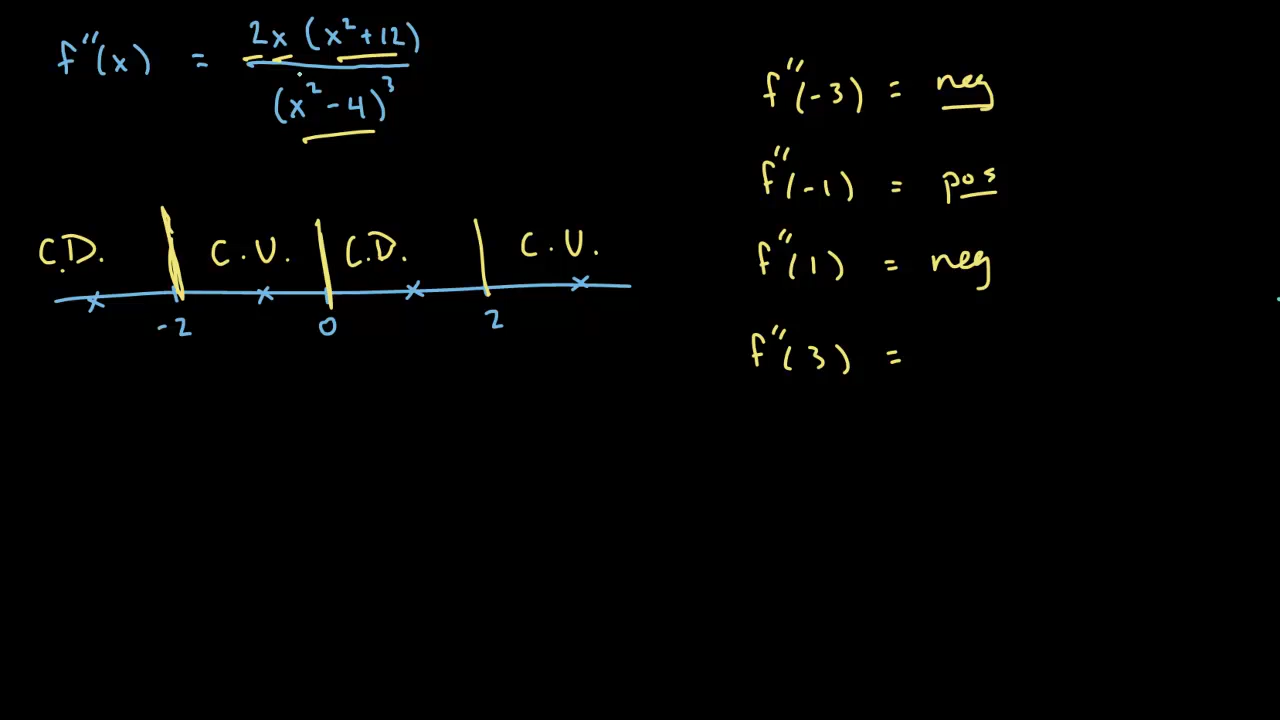 f''(x) = 2x (x²+12) / (x² - 4)³
f''(-3) = neg
f''(-1) = pos
f''(1) = neg
f''(3) =
C.D. C.U. C.D. C.U.
-2 0 2